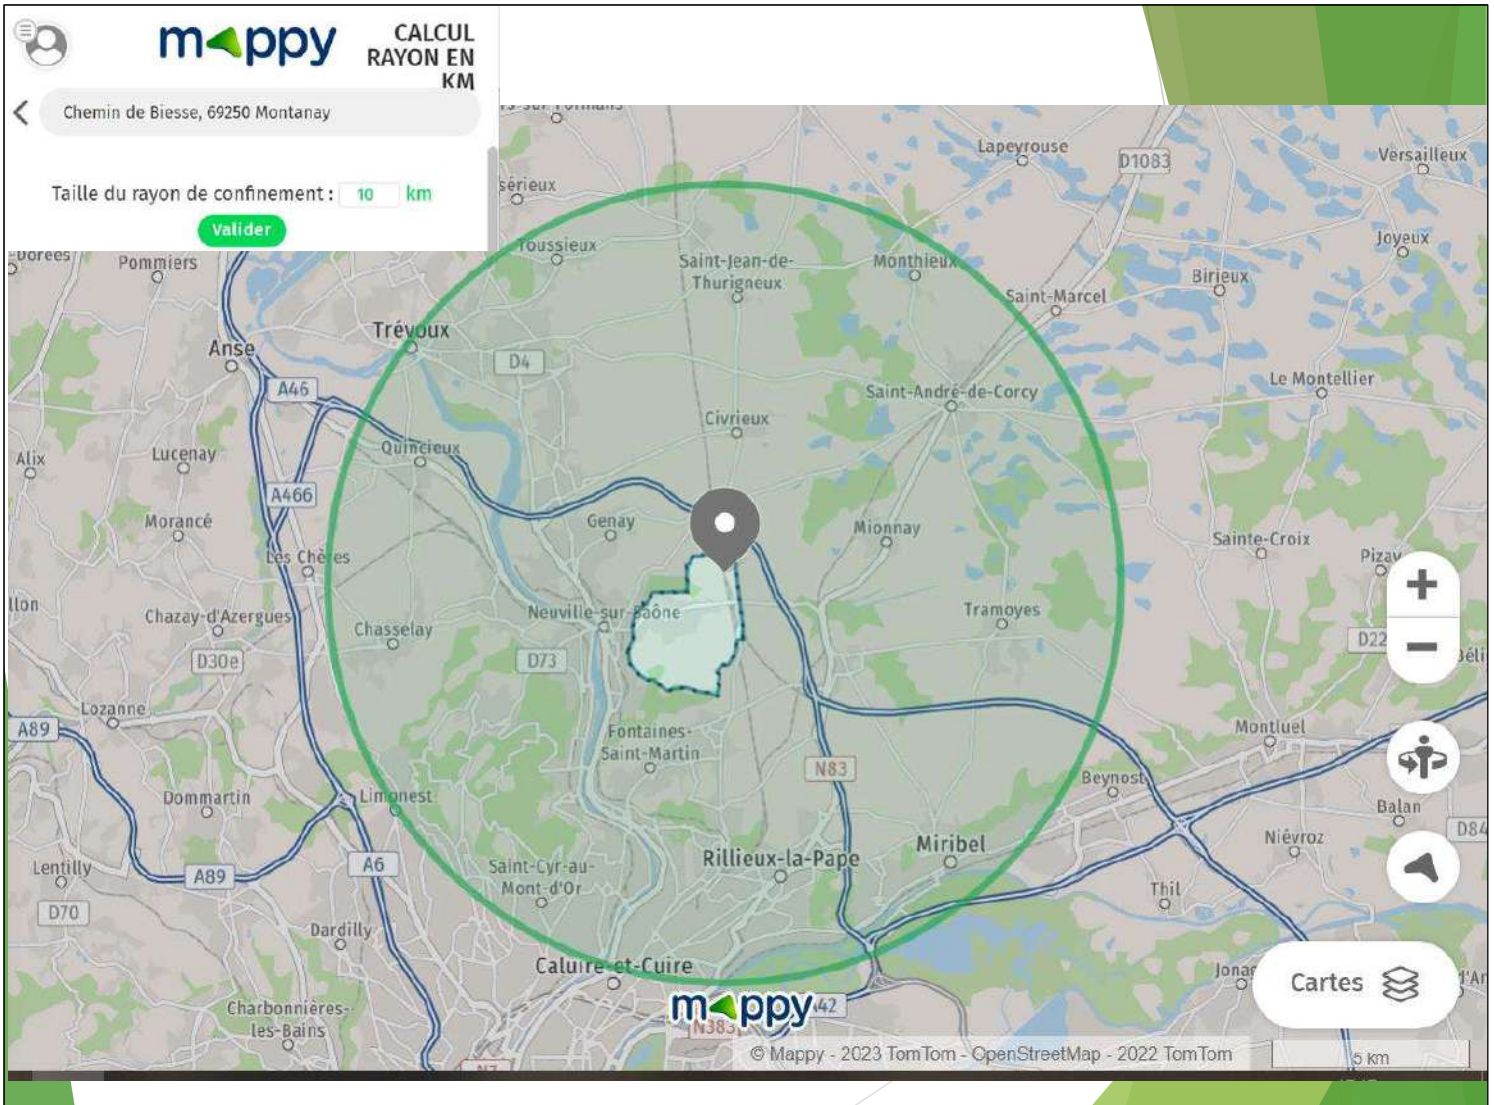 mappy
CALCUL
RAYON EN
KM
Chemin de Biesse, 69250 Montanay
Taille du rayon de confinement : 10 km
Valider
Lapeyrouse
D1083
Versailleux
Toussieux
Saint-Jean-de-
Thurigneux
Monthieux
Joyeux
Birieux
Pommiers
Saint-Marcel
Trévoux
Anse
D4
A46
Le Montellier
Saint-André-de-Corcy
Civrieux
Quincieux
Alix
Lucenay
A466
Morancé
Genay
Mionnay
Sainte-Croix
Les Chères
Pizay
Chazay-d'Azergues
Neuville-sur-Saône
Tramoyes
Chasselay
D30e
D73
D22
Lozanne
A89
Fontaines-
Saint-Martin
Montluel
N83
Beynost
Dommartin
Limonest
Balan
D84
Niévroz
Miribel
Rillieux-la-Pape
Lentilly
A89
A6
Saint-Cyr-au-
Mont-d'Or
Thil
D70
Dardilly
Caluire-et-Cuire
Cartes
Charbonnières-
les-Bains
mappy
N383
© Mappy - 2023 TomTom - OpenStreetMap - 2022 TomTom
5 km